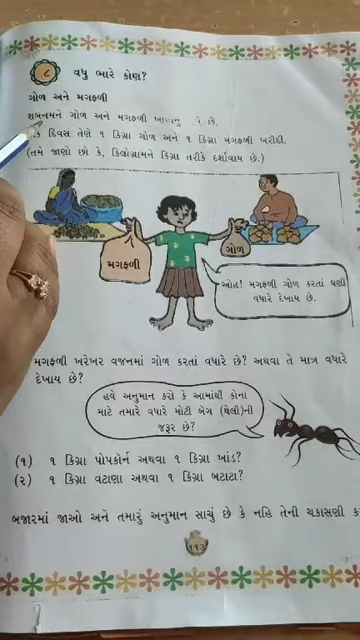 ૮ વધુ ભારે કોણ?
ગોળ અને મગફળી
શબનમને ગોળ અને મગફળી છે.
દિવસ તેણે ૧ કિગ્રા ગોળ અને ૧ કિગ્રા મગફળી ખરીદી.
(તમે જાણો છો કે, કિલોગ્રામને કિગ્રા તરીકે દર્શાવાય છે.)
મગફળી
ગોળ
ઓહ! મગફળી ગોળ કરતાં ઘણી
વધારે દેખાય છે.
મગફળી ખરેખર વજનમાં ગોળ કરતાં વધારે છે? અથવા તે માત્ર વધારે
દેખાય છે?
હવે અનુમાન કરો કે આમાંથી કોના
માટે તમારે વધારે મોટી બેગ (થેલી)ની
જરૂર છે?
(૧) ૧ કિગ્રા પોપકોર્ન અથવા ૧ કિગ્રા ખાંડ?
(૨) ૧ કિગ્રા વટાણા અથવા ૧ કિગ્રા બટાટા?
બજારમાં જાઓ અને તમારું અનુમાન સાચું છે કે નહિ તેની ચકાસણી